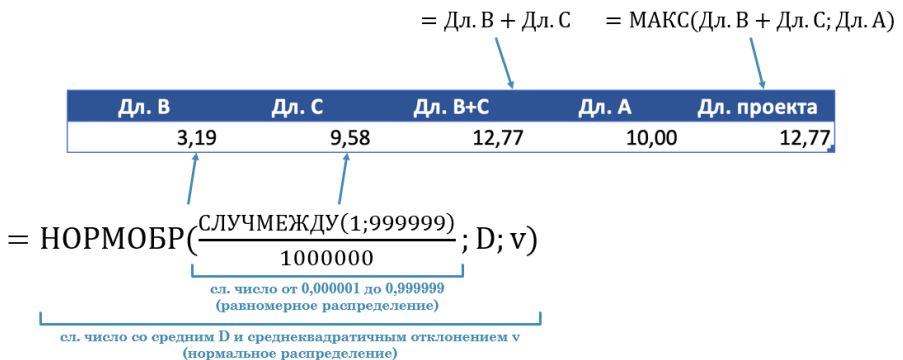 = Дл. B + Дл. C = МАКС(Дл. B + Дл. C; Дл. A)
Дл. B Дл. C Дл. B+C Дл. A Дл. проекта
3,19 9,58 12,77 10,00 12,77
= НОРМОБР(СЛУЧМЕЖДУ(1;999999)/1000000; D; v)
сл. число от 0,000001 до 0,999999
(равномерное распределение)
сл. число со средним D и среднеквадратичным отклонением v
(нормальное распределение)